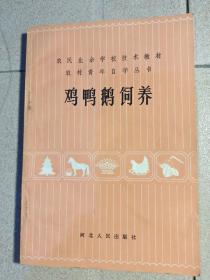 农民业余学校技术教材
农村青年自学丛书
鸡鸭鹅饲养
河北人民出版社